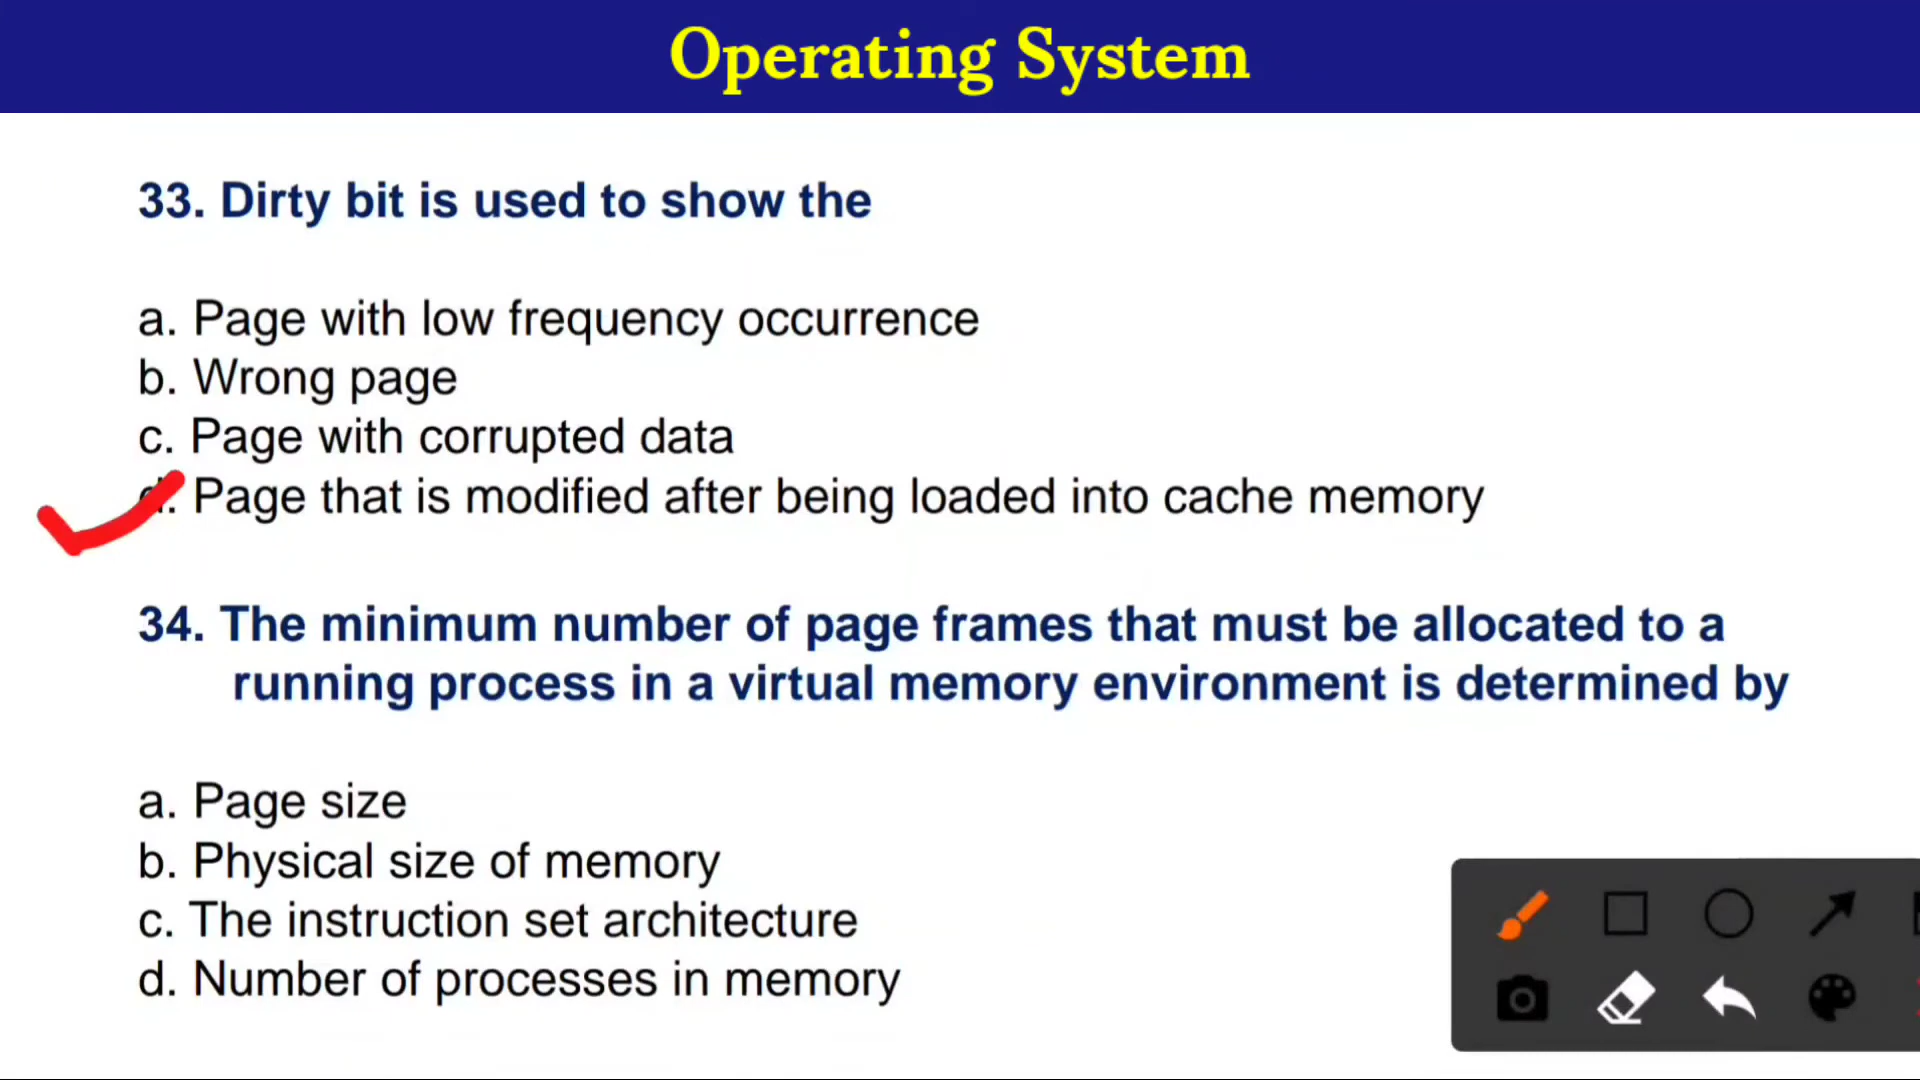 Operating System
33. Dirty bit is used to show the
a. Page with low frequency occurrence
b. Wrong page
c. Page with corrupted data
d. Page that is modified after being loaded into cache memory
34. The minimum number of page frames that must be allocated to a
running process in a virtual memory environment is determined by
a. Page size
b. Physical size of memory
c. The instruction set architecture
d. Number of processes in memory